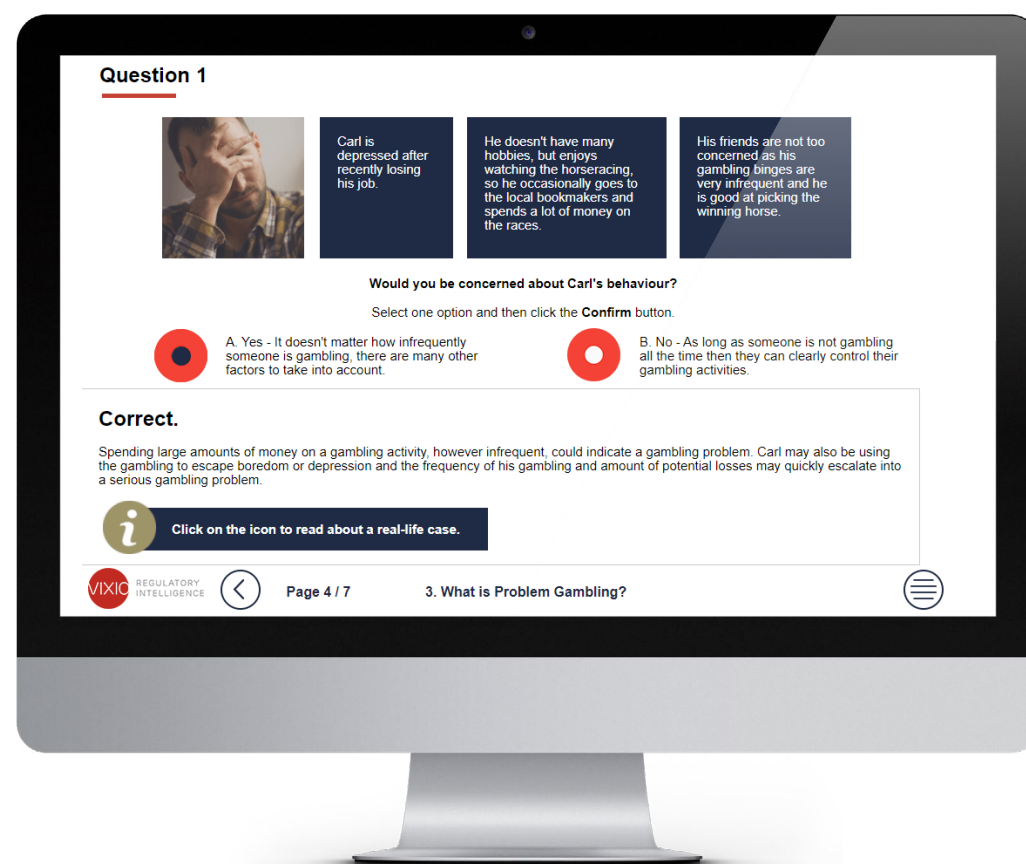 Question 1
Carl is
depressed after
recently losing
his job.
He doesn't have many
hobbies, but enjoys
watching the horseracing,
so he occasionally goes to
the local bookmakers and
spends a lot of money on
the races.
His friends are not too
concerned as his
gambling binges are
very infrequent and he
is good at picking the
winning horse.
Would you be concerned about Carl's behaviour?
Select one option and then click the Confirm button.
A. Yes - It doesn't matter how infrequently
someone is gambling, there are many other
factors to take into account.
B. No - As long as someone is not gambling
all the time then they can clearly control their
gambling activities.
Correct.
Spending large amounts of money on a gambling activity, however infrequent, could indicate a gambling problem. Carl may also be using
the gambling to escape boredom or depression and the frequency of his gambling and amount of potential losses may quickly escalate into
a serious gambling problem.
i
Click on the icon to read about a real-life case.
VIXIO
REGULATORY
INTELLIGENCE
Page 4 / 7
3. What is Problem Gambling?